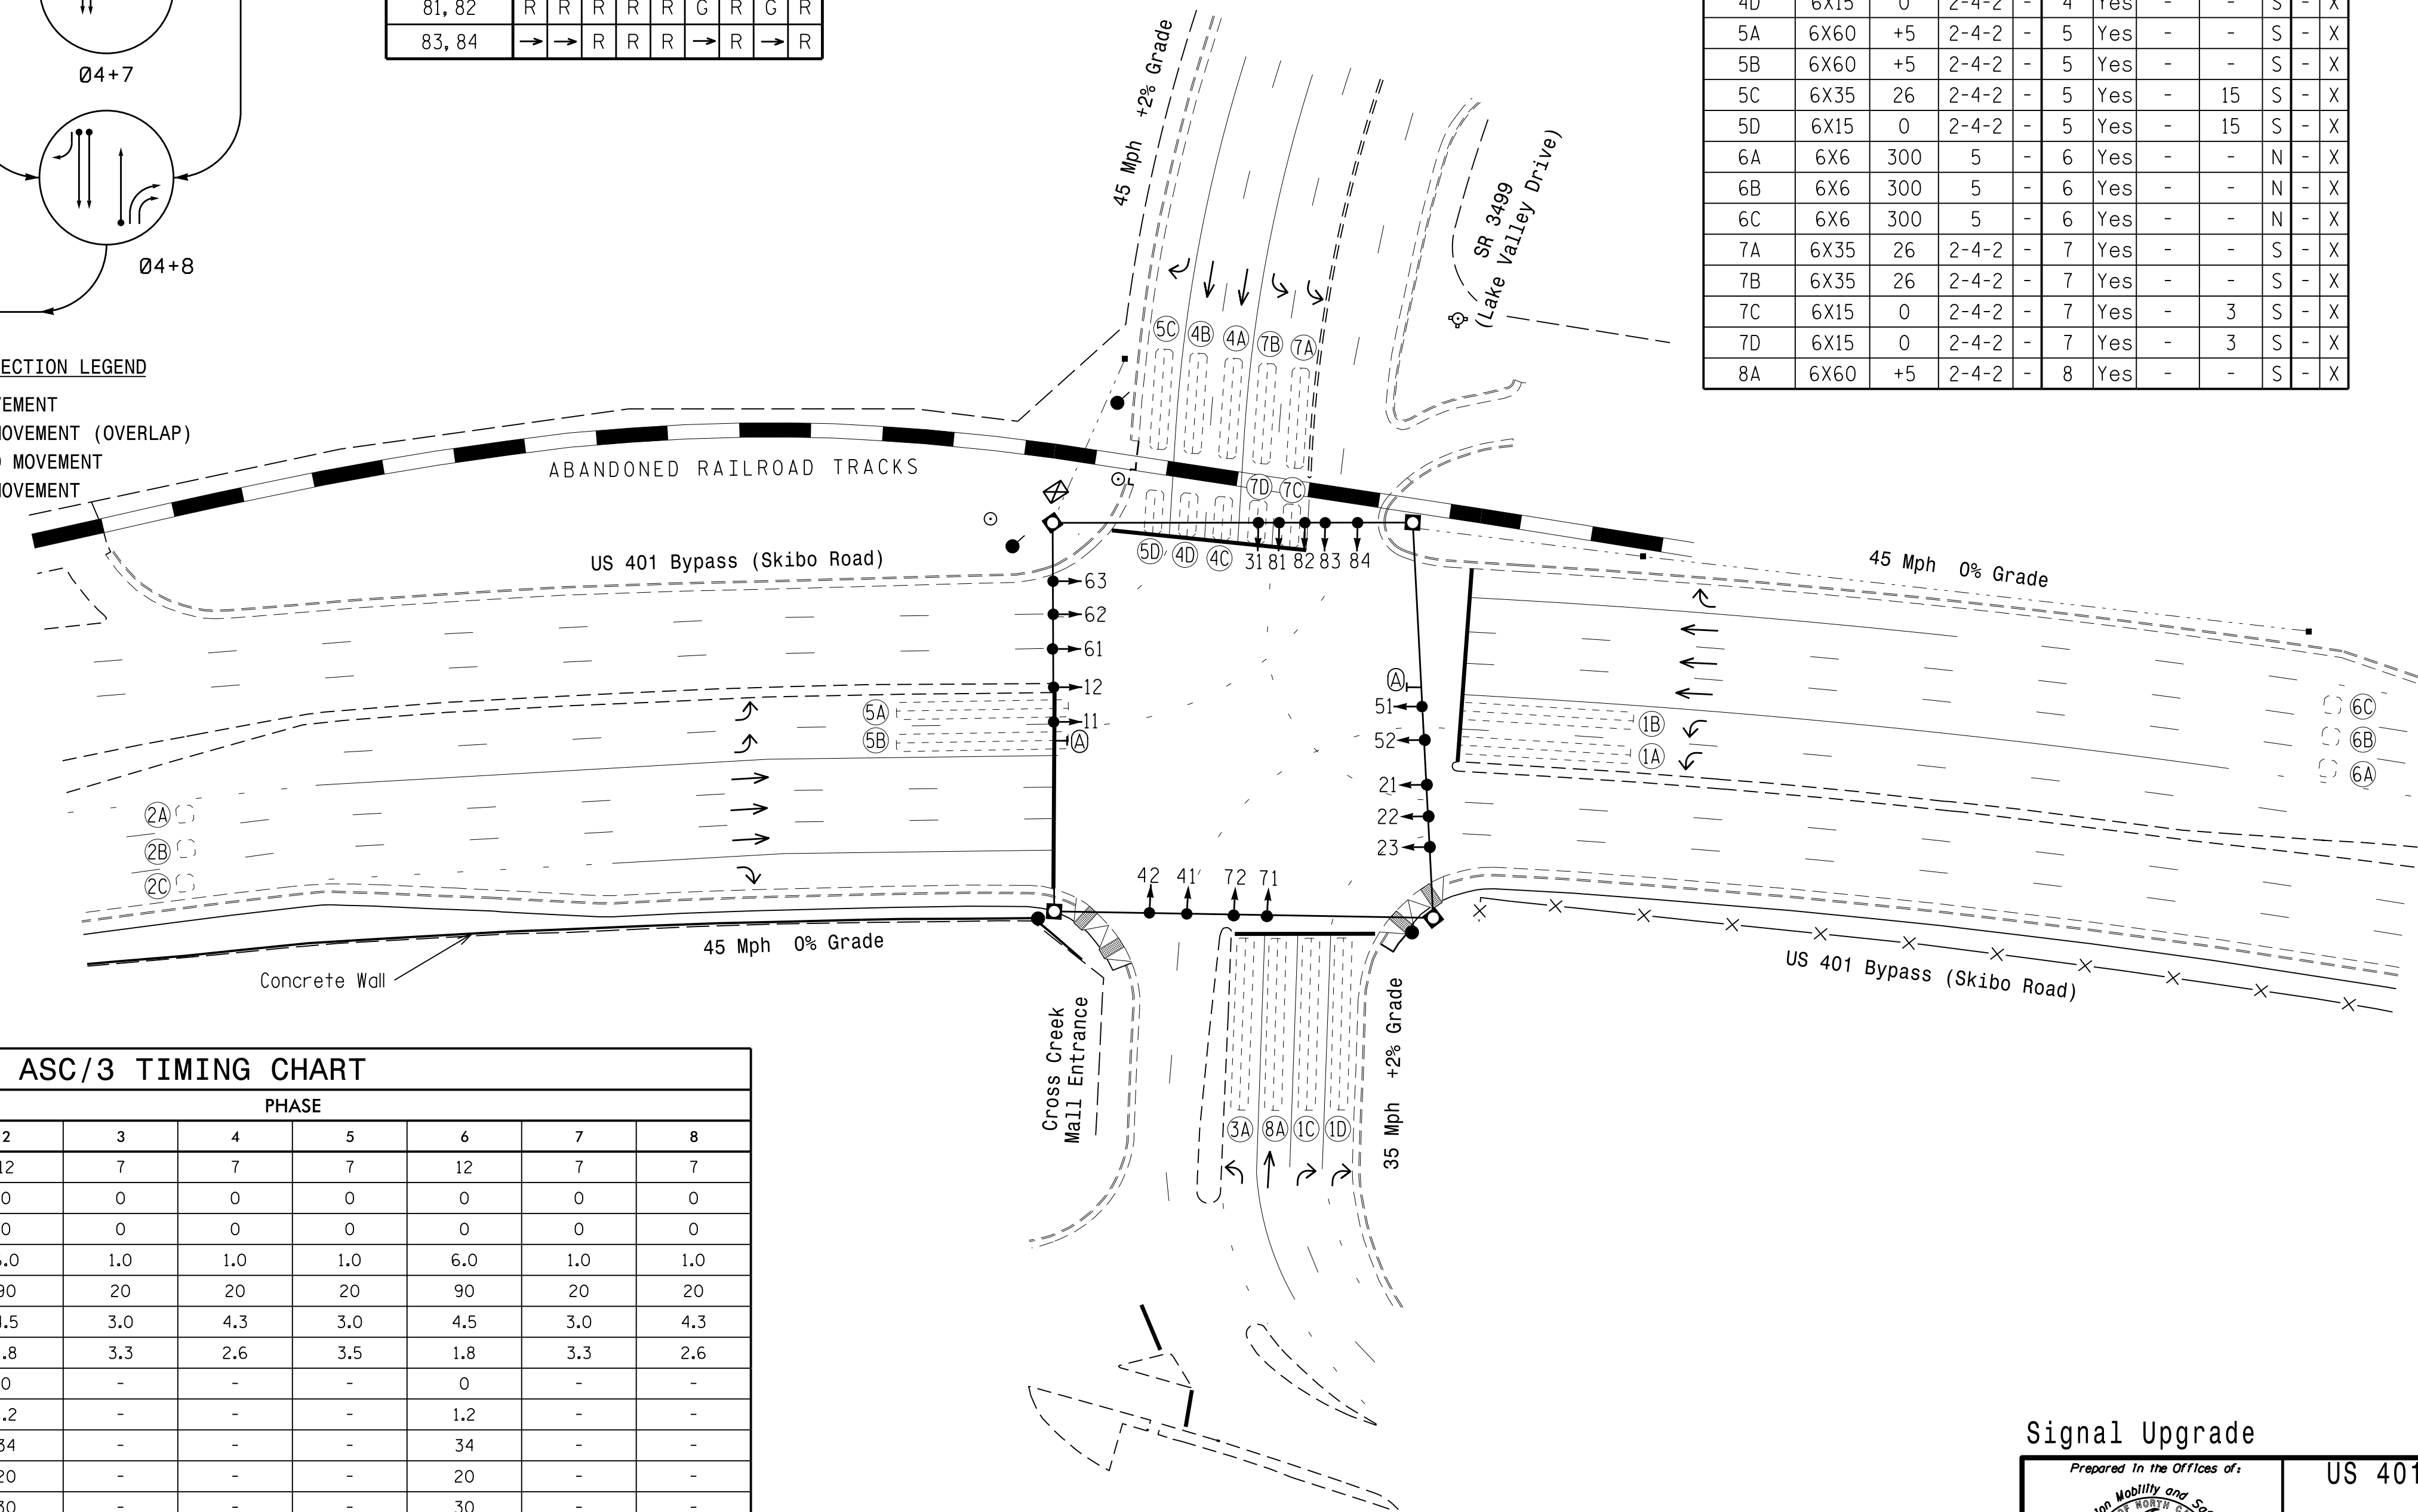 Ø4+7
Ø4+8
81, 82 R R R R R G R G R
83, 84 → → R R R → R → R
4D 6X15 0 2-4-2 - 4 Yes - - S - X
5A 6X60 +5 2-4-2 - 5 Yes - - S - X
5B 6X60 +5 2-4-2 - 5 Yes - - S - X
5C 6X35 26 2-4-2 - 5 Yes - 15 S - X
5D 6X15 0 2-4-2 - 5 Yes - 15 S - X
6A 6X6 300 5 - 6 Yes - - N - X
6B 6X6 300 5 - 6 Yes - - N - X
6C 6X6 300 5 - 6 Yes - - N - X
7A 6X35 26 2-4-2 - 7 Yes - - S - X
7B 6X35 26 2-4-2 - 7 Yes - - S - X
7C 6X15 0 2-4-2 - 7 Yes - 3 S - X
7D 6X15 0 2-4-2 - 7 Yes - 3 S - X
8A 6X60 +5 2-4-2 - 8 Yes - - S - X
45 Mph +2% Grade
SR 3499
(Lake Valley Drive)
ECTION LEGEND
VEMENT
MOVEMENT (OVERLAP)
MOVEMENT
MOVEMENT
5C 4B 4A 7B 7A
ABANDONED RAILROAD TRACKS
7D 7C
5D 4D 4C 31 81 82 83 84
US 401 Bypass (Skibo Road)
45 Mph 0% Grade
63
62
61
12
11
A
5A
5B
A
51
52
21
22
23
1B
1A
6C
6B
6A
2A
2B
2C
42 41 72 71
45 Mph 0% Grade
Concrete Wall
US 401 Bypass (Skibo Road)
Cross Creek
Mall Entrance
35 Mph +2% Grade
3A 8A 1C 1D
ASC/3 TIMING CHART
PHASE
2 3 4 5 6 7 8
12 7 7 7 12 7 7
0 0 0 0 0 0 0
0 0 0 0 0 0 0
.0 1.0 1.0 1.0 6.0 1.0 1.0
90 20 20 20 90 20 20
.5 3.0 4.3 3.0 4.5 3.0 4.3
.8 3.3 2.6 3.5 1.8 3.3 2.6
0 - - - 0 - -
.2 - - - 1.2 - -
34 - - - 34 - -
20 - - - 20 - -
30 - - - 30 - -
Signal Upgrade
Prepared in the Offices of:
Mobility and
NORTH
US 401